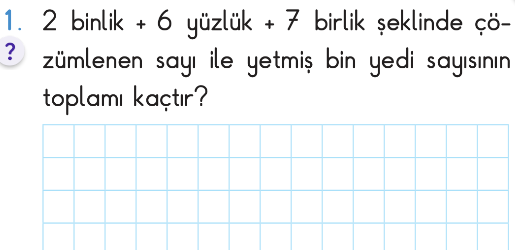 1. 2 binlik + 6 yüzlük + 7 birlik şeklinde çö-
? zümlenen sayı ile yetmiş bin yedi sayısının
toplamı kaçtır?